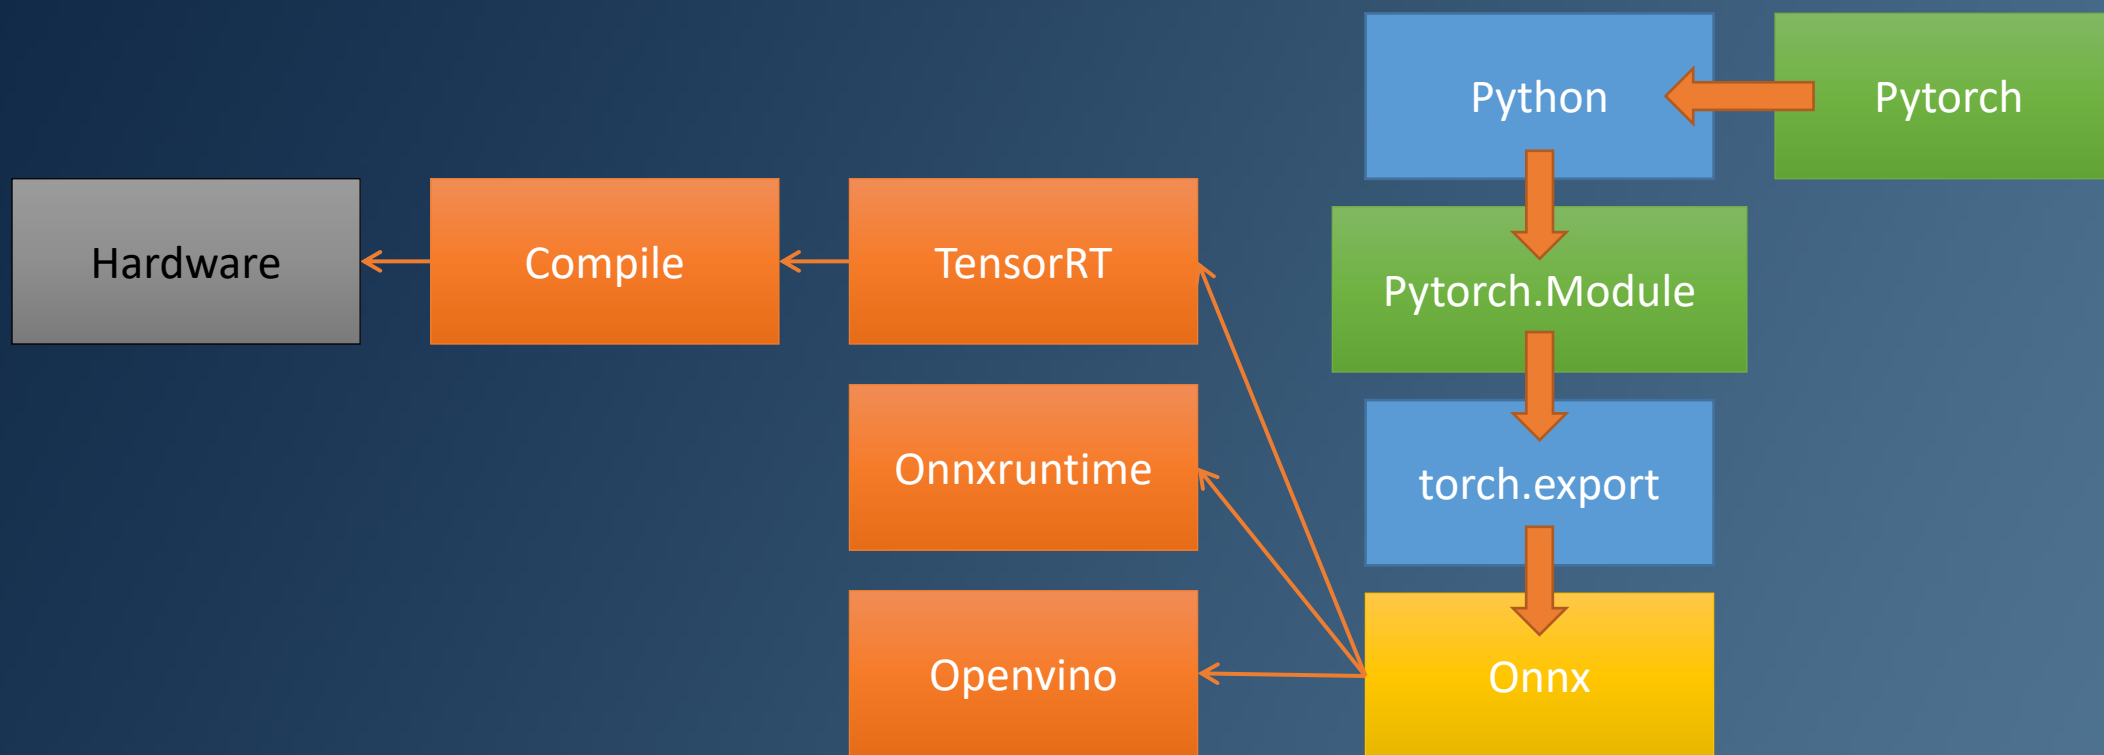 Python
Pytorch
Hardware
Compile
TensorRT
Pytorch.Module
Onnxruntime
torch.export
Openvino
Onnx